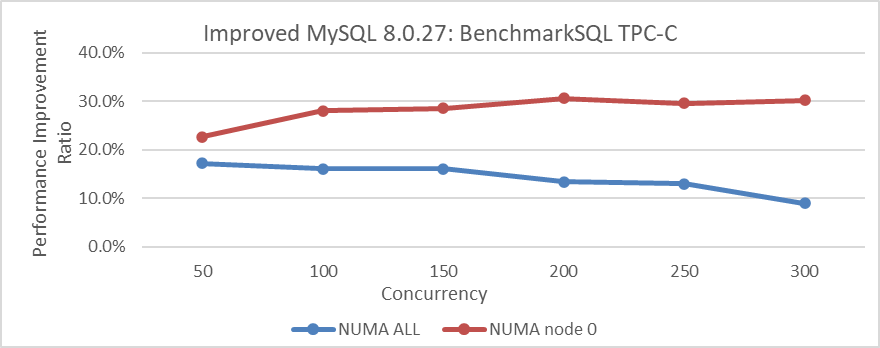 Improved MySQL 8.0.27: BenchmarkSQL TPC-C
Performance Improvement
Ratio
40.0%
30.0%
20.0%
10.0%
0.0%
50 100 150 200 250 300
Concurrency
NUMA ALL NUMA node 0